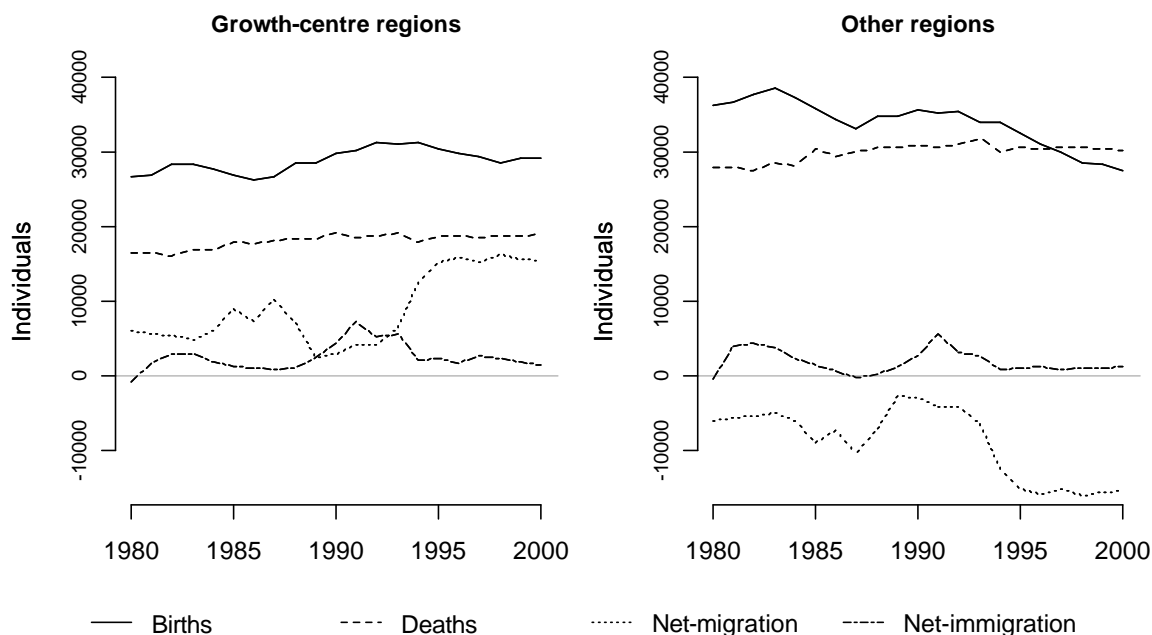 Growth-centre regions
Individuals
40000
30000
20000
10000
0
-10000
1980 1985 1990 1995 2000
Other regions
Individuals
40000
30000
20000
10000
0
-10000
1980 1985 1990 1995 2000
Births Deaths Net-migration Net-immigration